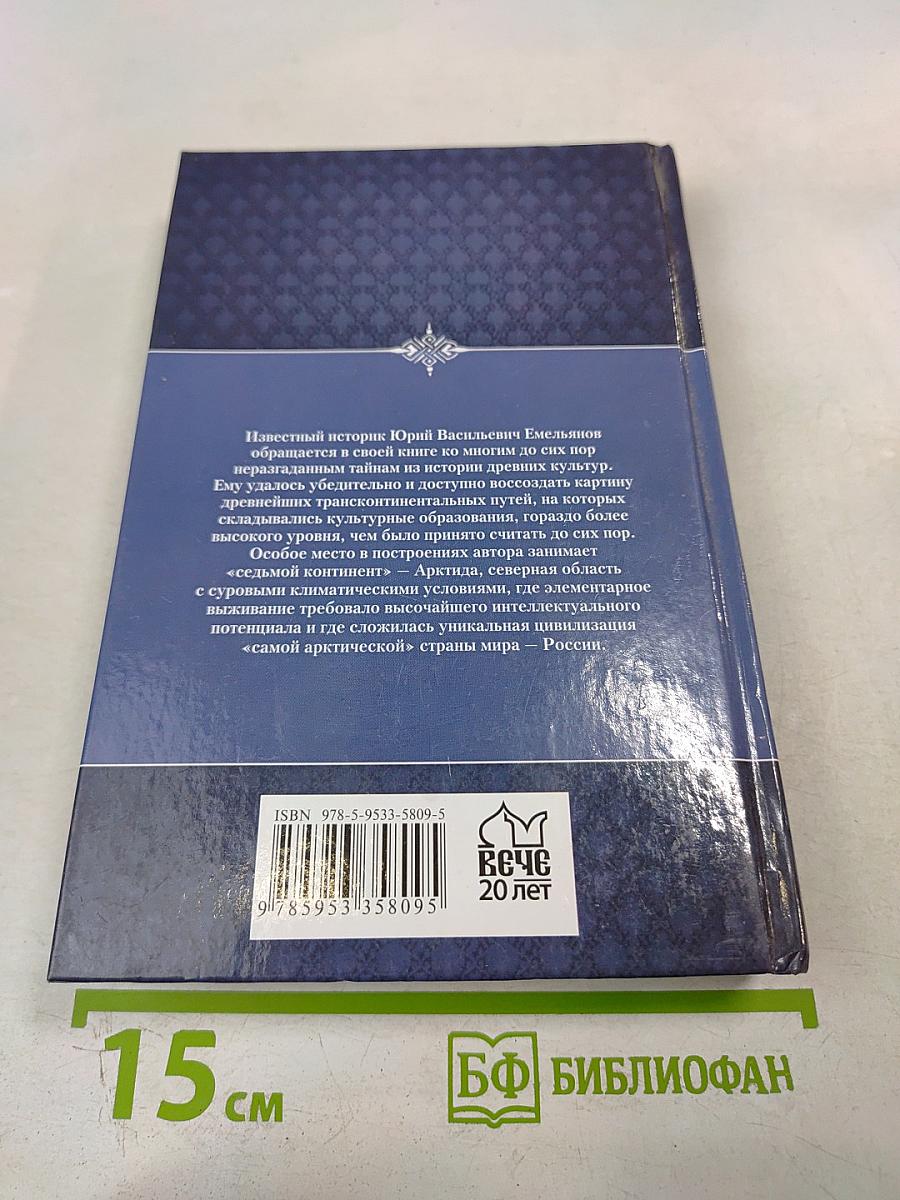 Известный историк Юрий Васильевич Емельянов
обращается в своей книге ко многим до сих пор
неразгаданным тайнам из истории древних культур.
Ему удалось убедительно и доступно воссоздать картину
древнейших трансконтинентальных путей, на которых
складывались культурные образования, гораздо более
высокого уровня, чем было принято считать до сих пор.
Особое место в построениях автора занимает
«седьмой континент» — Арктида, северная область
с суровыми климатическими условиями, где элементарное
выживание требовало высочайшего интеллектуального
потенциала и где сложилась уникальная цивилизация
«самой арктической» страны мира — России.
ISBN 978-5-9533-5809-5
9 785953 358095
ВЕЧЕ
20 лет
15 см
БФ БИБЛИОФАН